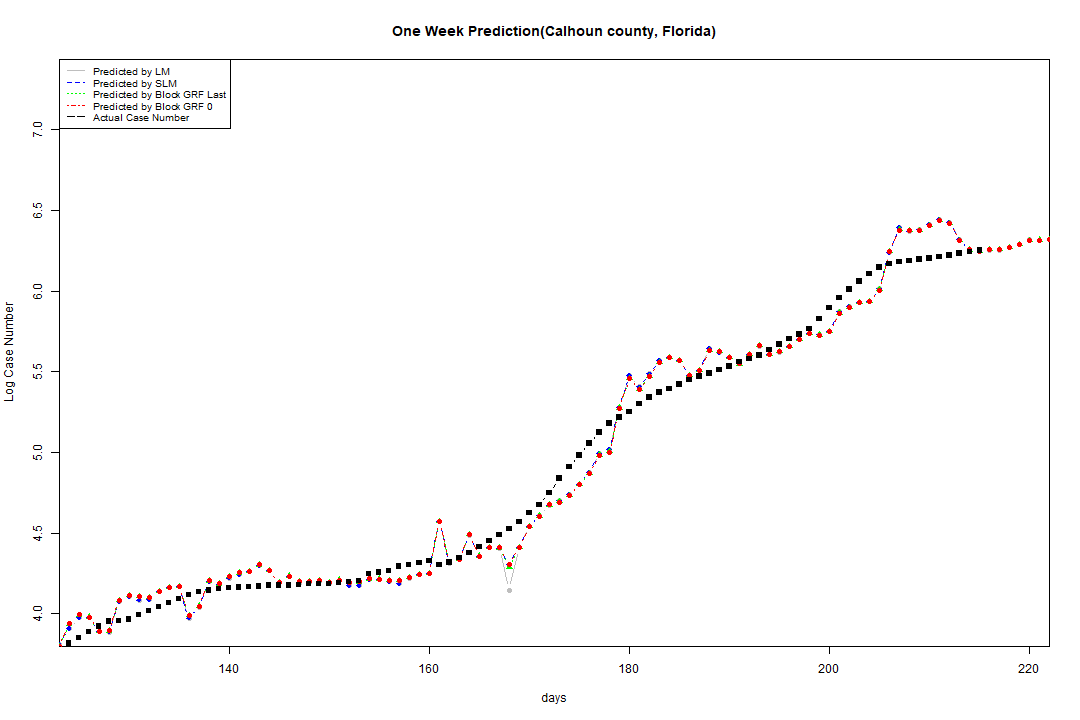 One Week Prediction(Calhoun county, Florida)
Predicted by LM
Predicted by SLM
Predicted by Block GRF Last
Predicted by Block GRF 0
Actual Case Number
7.0
6.5
6.0
5.5
5.0
4.5
4.0
Log Case Number
140 160 180 200 220
days